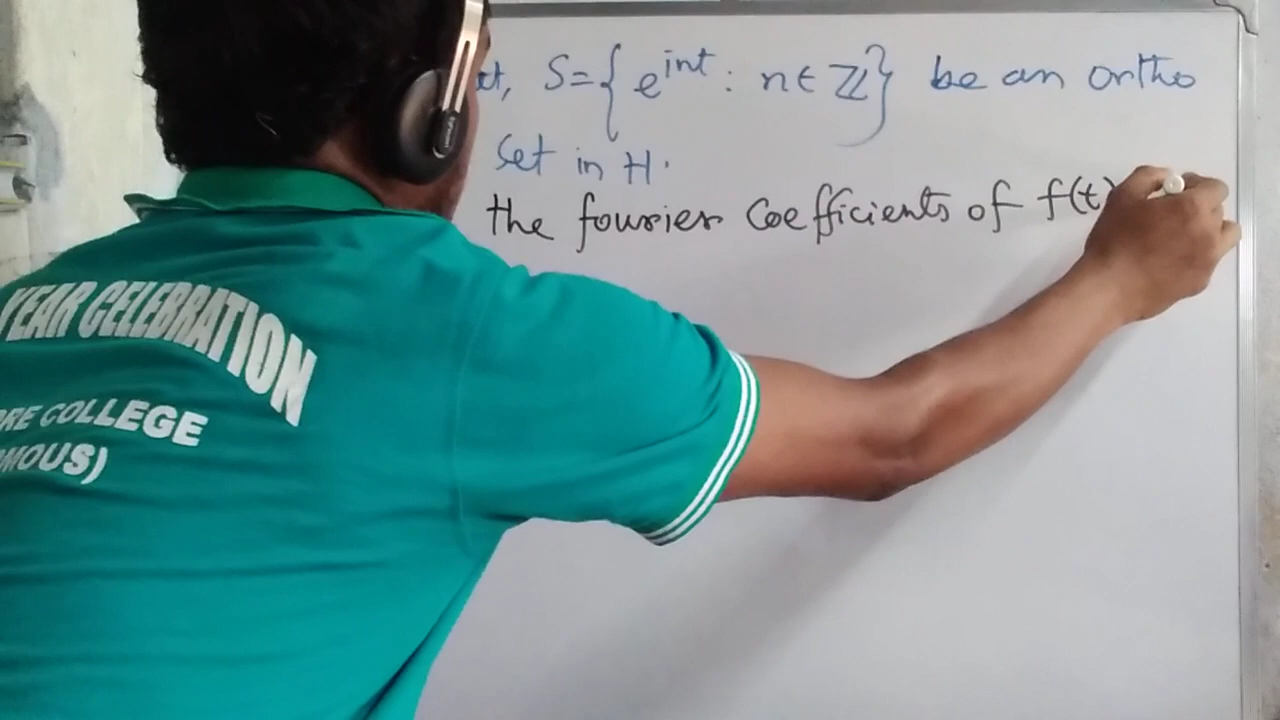 S = { e^{int} : n ∈ ℤ } be an ortho
Set in H.
the fourier Coefficients of f(t)
YEAR CELEBRATION
COLLEGE